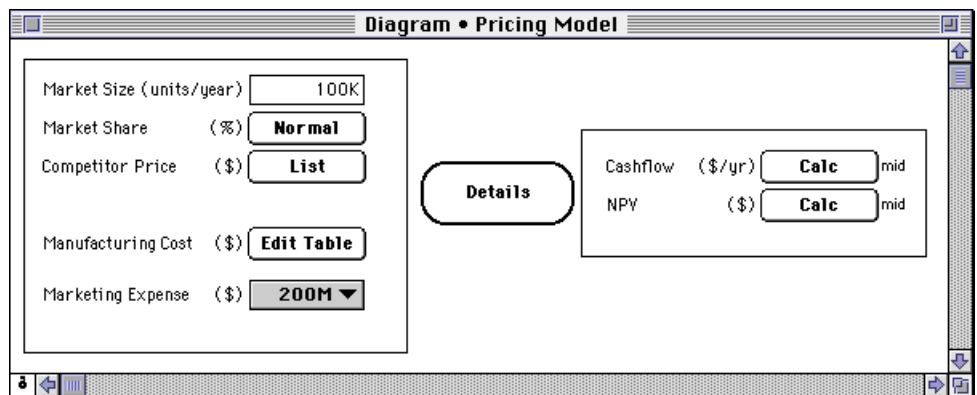 Diagram • Pricing Model
Market Size (units/year) 100K
Market Share (%) Normal
Competitor Price ($) List
Manufacturing Cost ($) Edit Table
Marketing Expense ($) 200M
Details
Cashflow ($/yr) Calc mid
NPV ($) Calc mid